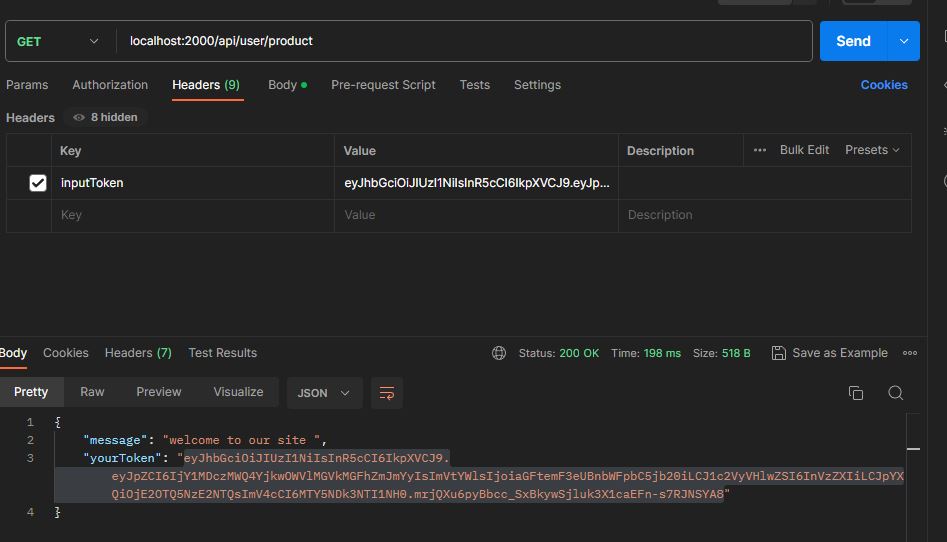 GET
localhost:2000/api/user/product
Send
Params Authorization Headers (9) Body Pre-request Script Tests Settings Cookies
Headers 8 hidden
Key Value Description Bulk Edit Presets
inputToken eyJhbGciOiJIUzI1NiIsInR5cCI6IkpXVCJ9.eyJp...
Key Value Description
Body Cookies Headers (7) Test Results Status: 200 OK Time: 198 ms Size: 518 B Save as Example
Pretty Raw Preview Visualize JSON
1 {
2 "message": "welcome to our site ",
3 "yourToken": "eyJhbGciOiJIUzI1NiIsInR5cCI6IkpXVCJ9.
eyJpZCI6IjY1MDczMWQ4YjkwOWVlMGVkMGFhZmJmYyIsImVtYWlsIjoiaGFtemF3eUBnbWFpbC5jb20iLCJ1c2VyVHlwZSI6InVzZXIiLCJpYX
QiOjE2OTQ5NzE2NTQsImV4cCI6MTY5NDk3NTI1NH0.mrjQXu6pyBbcc_SxBkywSjluk3X1caEFn-s7RJNSYA8"
4 }